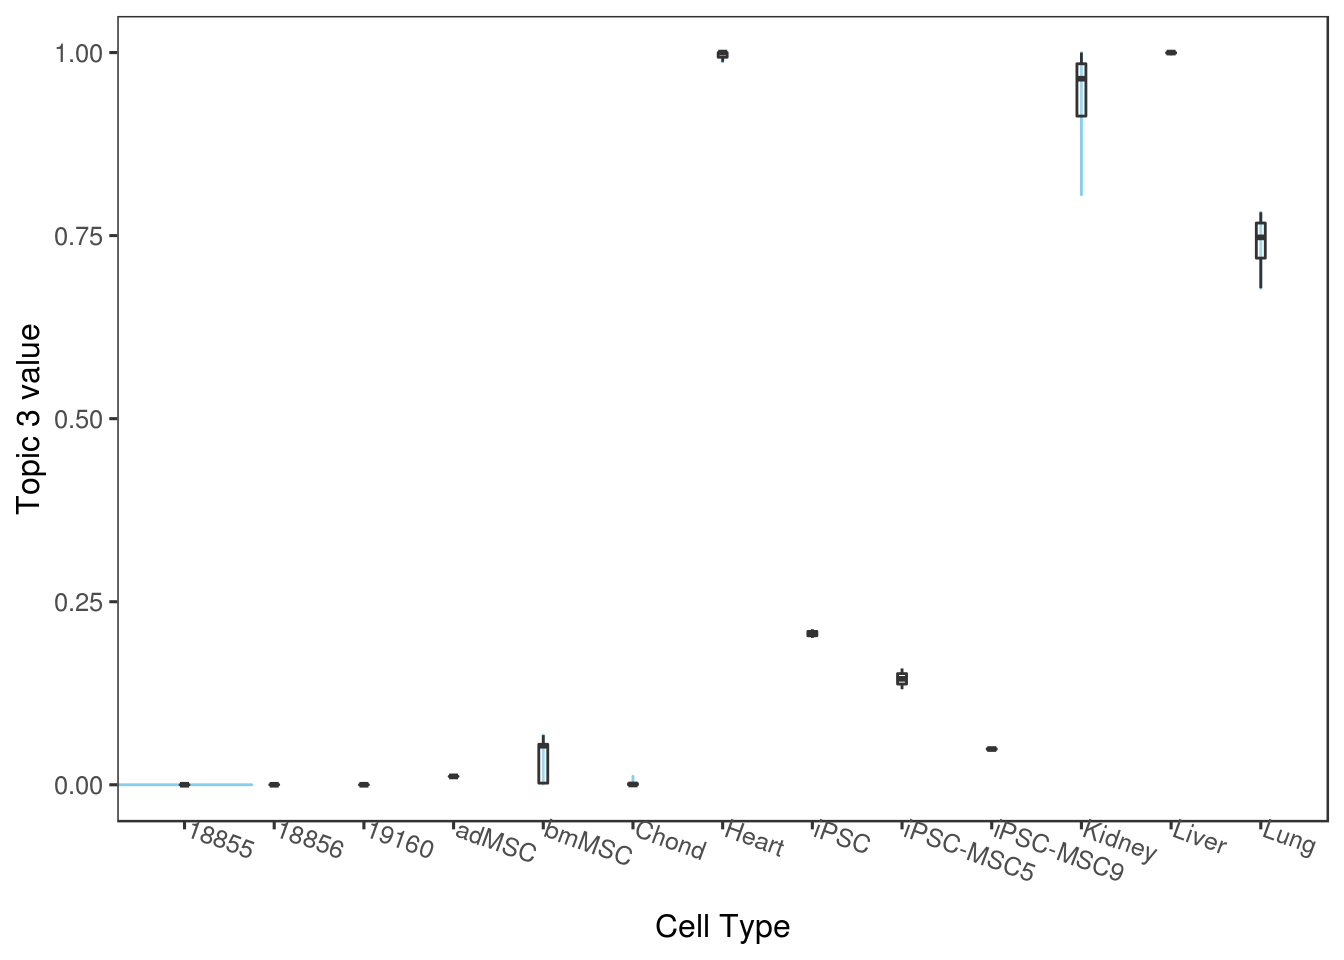 1.00
0.75
0.50
0.25
0.00
Topic 3 value
18855
18856
19160
adMSC
bmMSC
Chond
Heart
iPSC
iPSC-MSC5
iPSC-MSC9
Kidney
Liver
Lung
Cell Type